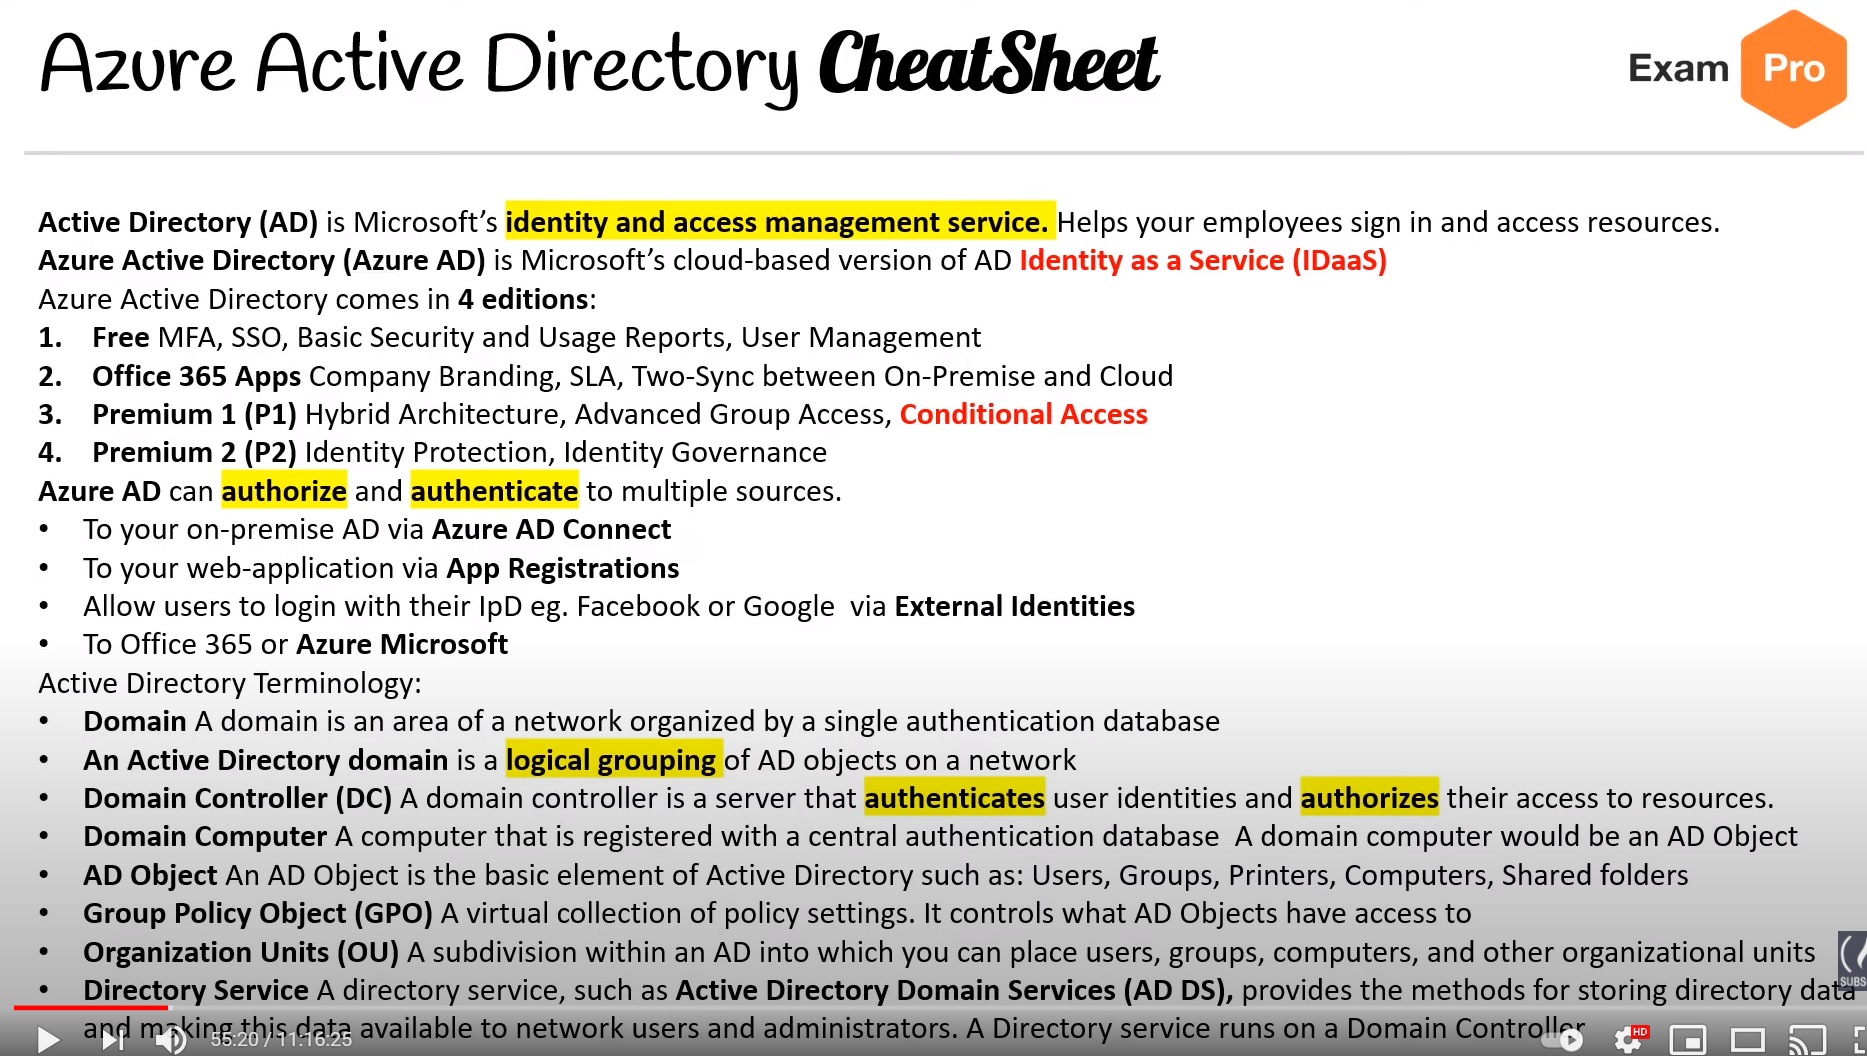 Azure Active Directory CheatSheet
Exam Pro
Active Directory (AD) is Microsoft's identity and access management service. Helps your employees sign in and access resources.
Azure Active Directory (Azure AD) is Microsoft's cloud-based version of AD Identity as a Service (IDaaS)
Azure Active Directory comes in 4 editions:
1. Free MFA, SSO, Basic Security and Usage Reports, User Management
2. Office 365 Apps Company Branding, SLA, Two-Sync between On-Premise and Cloud
3. Premium 1 (P1) Hybrid Architecture, Advanced Group Access, Conditional Access
4. Premium 2 (P2) Identity Protection, Identity Governance
Azure AD can authorize and authenticate to multiple sources.
• To your on-premise AD via Azure AD Connect
• To your web-application via App Registrations
• Allow users to login with their IpD eg. Facebook or Google via External Identities
• To Office 365 or Azure Microsoft
Active Directory Terminology:
• Domain A domain is an area of a network organized by a single authentication database
• An Active Directory domain is a logical grouping of AD objects on a network
• Domain Controller (DC) A domain controller is a server that authenticates user identities and authorizes their access to resources.
• Domain Computer A computer that is registered with a central authentication database A domain computer would be an AD Object
• AD Object An AD Object is the basic element of Active Directory such as: Users, Groups, Printers, Computers, Shared folders
• Group Policy Object (GPO) A virtual collection of policy settings. It controls what AD Objects have access to
• Organization Units (OU) A subdivision within an AD into which you can place users, groups, computers, and other organizational units
SUBS
• Directory Service A directory service, such as Active Directory Domain Services (AD DS), provides the methods for storing directory data
and making this data available to network users and administrators. A Directory service runs on a Domain Controller
55:20 / 11:16:25
HD